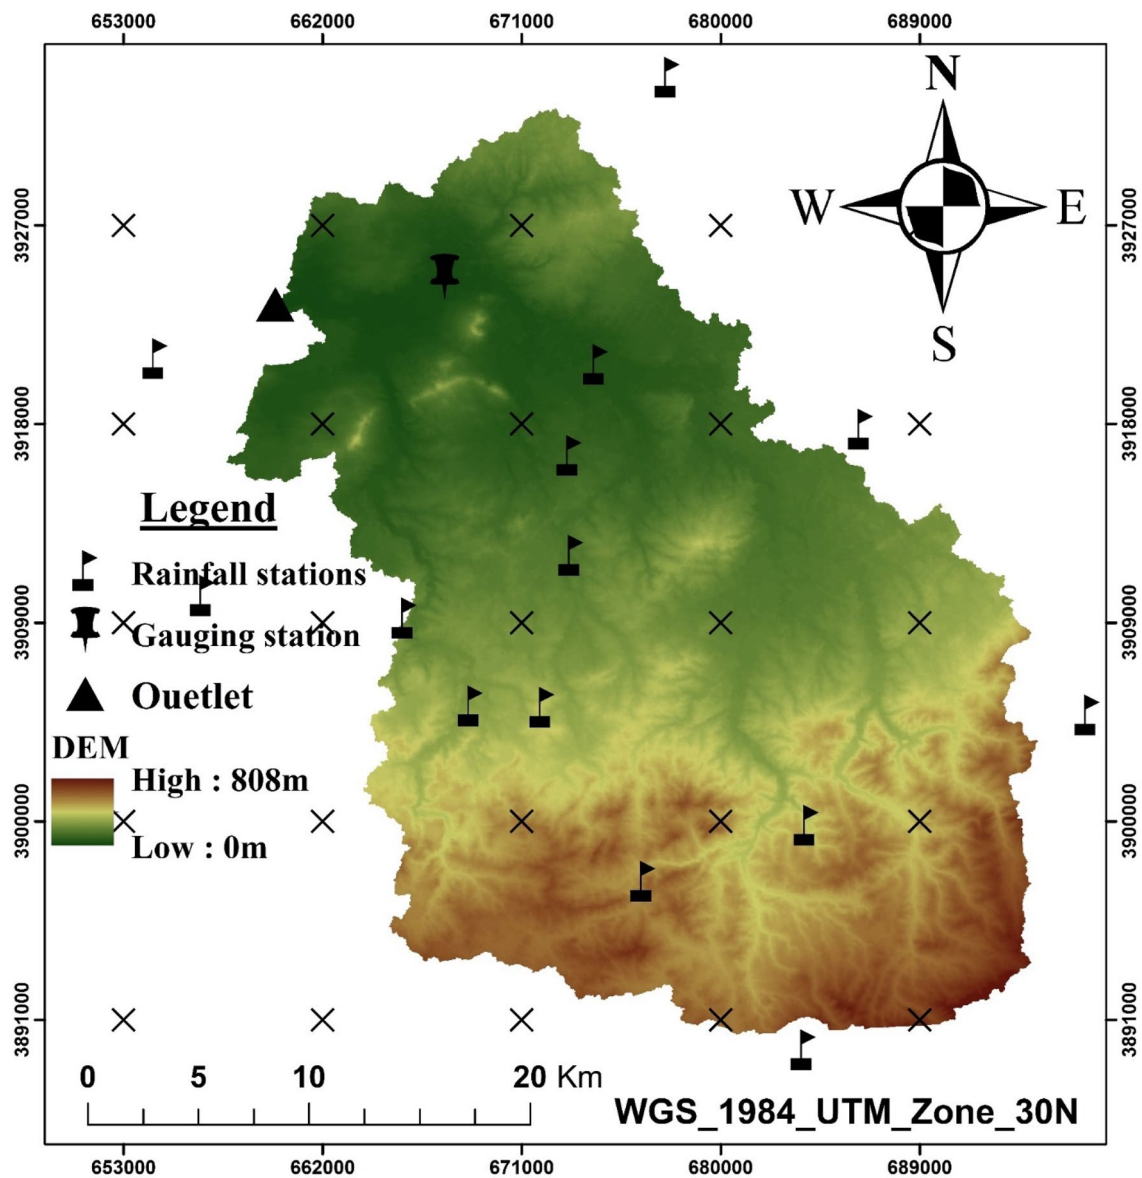 653000 662000 671000 680000 689000
N
W E
S
3927000 3927000
3918000 3918000
Legend
Rainfall stations
3909000 3909000
Gauging station
Ouetlet
DEM
High : 808m
3900000 3900000
Low : 0m
3891000 3891000
0 5 10 20 Km
WGS_1984_UTM_Zone_30N
653000 662000 671000 680000 689000